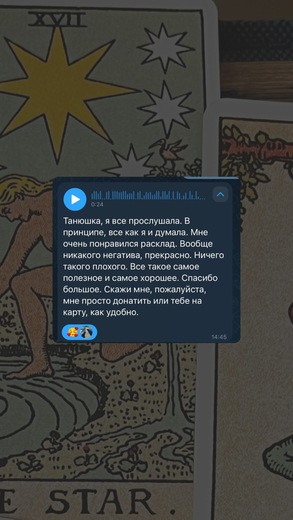 XVII
0:24
Танюшка, я все прослушала. В
принципе, все как я и думала. Мне
очень понравился расклад. Вообще
никакого негатива, прекрасно. Ничего
такого плохого. Все такое самое
полезное и самое хорошее. Спасибо
большое. Скажи мне, пожалуйста,
мне просто донатить или тебе на
карту, как удобно.
14:45
E STAR.